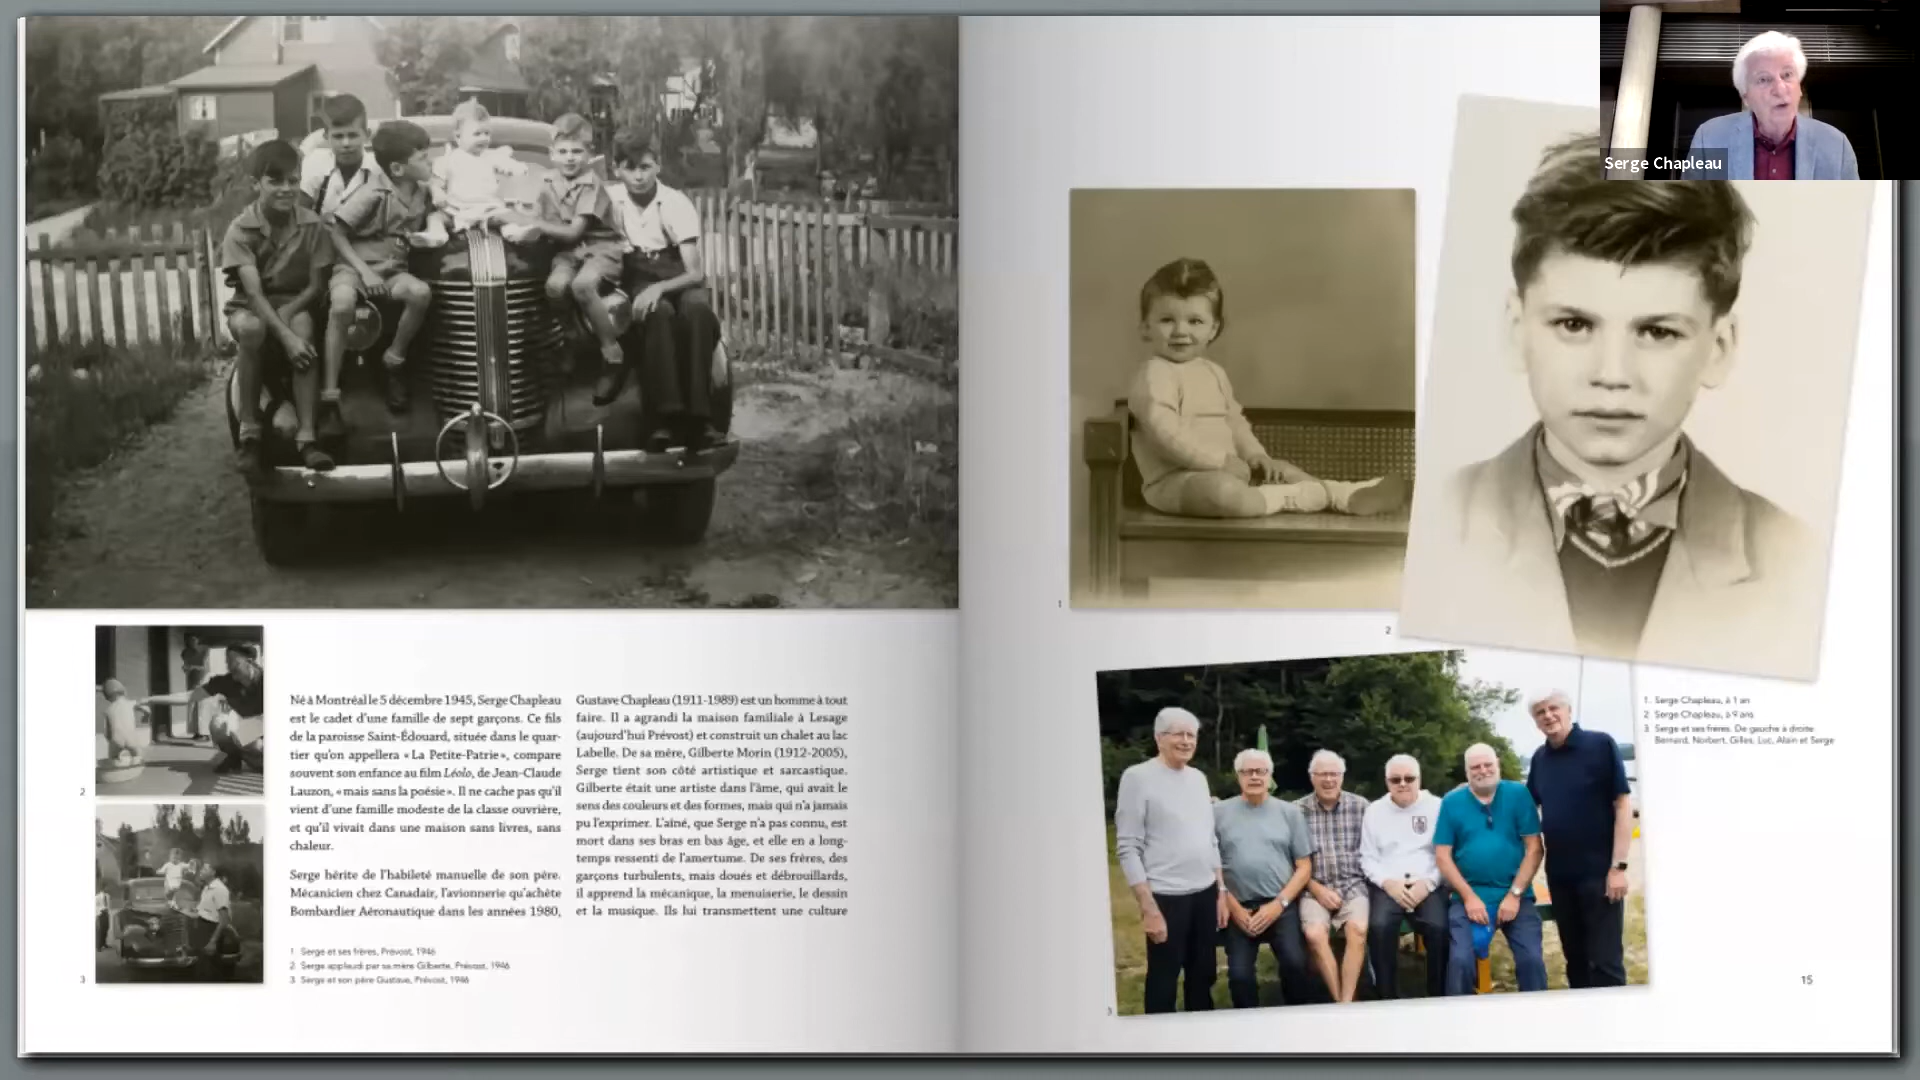 Serge Chapleau
1
2
3
Né à Montréal le 5 décembre 1945, Serge Chapleau
est le cadet d'une famille de sept garçons. Ce fils
de la paroisse Saint-Édouard, située dans le quar-
tier qu'on appellera « La Petite-Patrie », compare
souvent son enfance au film Léolo, de Jean-Claude
Lauzon, « mais sans la poésie ». Il ne cache pas qu'il
vient d'une famille modeste de la classe ouvrière,
et qu'il vivait dans une maison sans livres, sans
chaleur.
Serge hérite de l'habileté manuelle de son père.
Mécanicien chez Canadair, l'avionnerie qu'achète
Bombardier Aéronautique dans les années 1980,
Gustave Chapleau (1911-1989) est un homme à tout
faire. Il a agrandi la maison familiale à Lesage
(aujourd'hui Prévost) et construit un chalet au lac
Labelle. De sa mère, Gilberte Morin (1912-2005),
Serge tient son côté artistique et sarcastique.
Gilberte était une artiste dans l'âme, qui avait le
sens des couleurs et des formes, mais qui n'a jamais
pu l'exprimer. L'aîné, que Serge n'a pas connu, est
mort dans ses bras en bas âge, et elle en a long-
temps ressenti de l'amertume. De ses frères, des
garçons turbulents, mais doués et débrouillards,
il apprend la mécanique, la menuiserie, le dessin
et la musique. Ils lui transmettent une culture
1 Serge et ses frères, Prévost, 1946
2 Serge applaudi par sa mère Gilberte, Prévost, 1946
3 Serge et son père Gustave, Prévost, 1946
1
2
3
1. Serge Chapleau, à 1 an
2 Serge Chapleau, à 9 ans
3 Serge et ses frères. De gauche à droite
Bernard, Norbert, Gilles, Luc, Alain et Serge
15